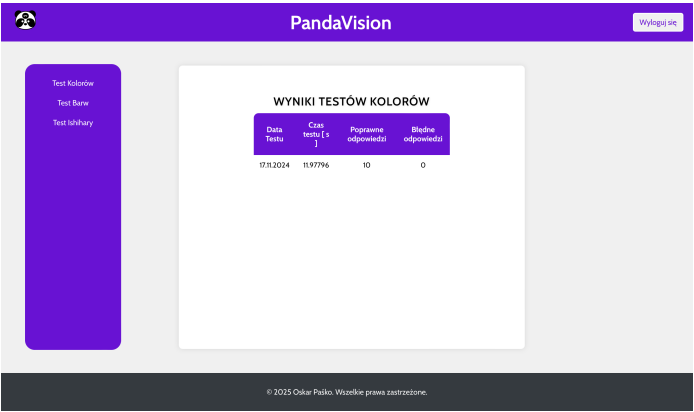 PandaVision
Wyloguj się
Test Kolorów
Test Barw
Test Ishihary
WYNIKI TESTÓW KOLORÓW
Data
Testu
Czas
testu [ s
]
Poprawne
odpowiedzi
Błędne
odpowiedzi
17.11.2024 11.97796 10 0
© 2025 Oskar Paśko. Wszelkie prawa zastrzeżone.